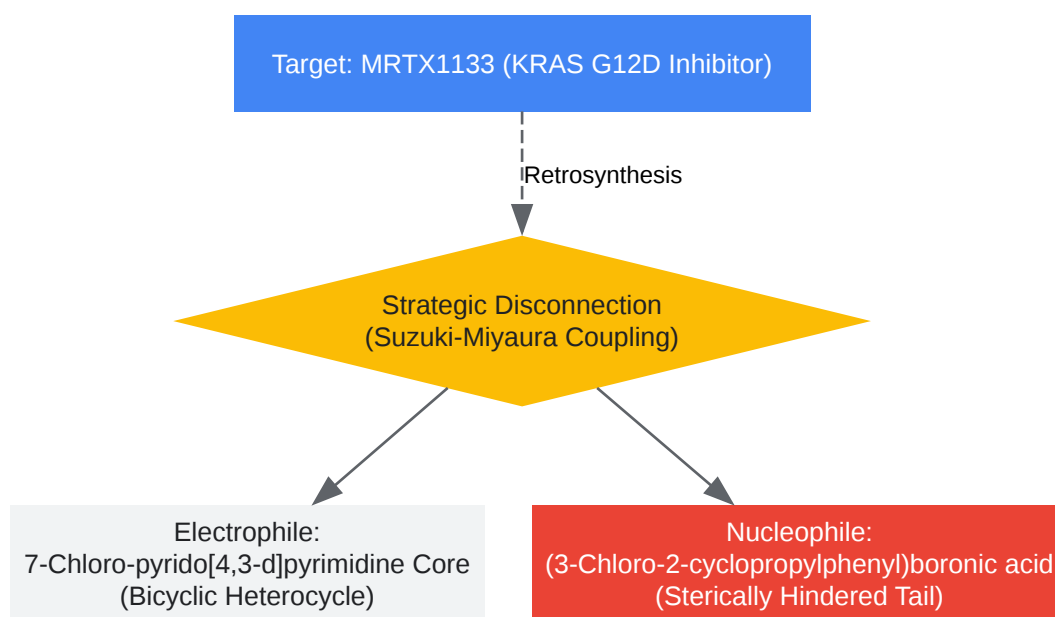 Target: MRTX1133 (KRAS G12D Inhibitor)
Retrosynthesis
Strategic Disconnection
(Suzuki-Miyaura Coupling)
Electrophile:
7-Chloro-pyrido[4,3-d]pyrimidine Core
(Bicyclic Heterocycle)
Nucleophile:
(3-Chloro-2-cyclopropylphenyl)boronic acid
(Sterically Hindered Tail)